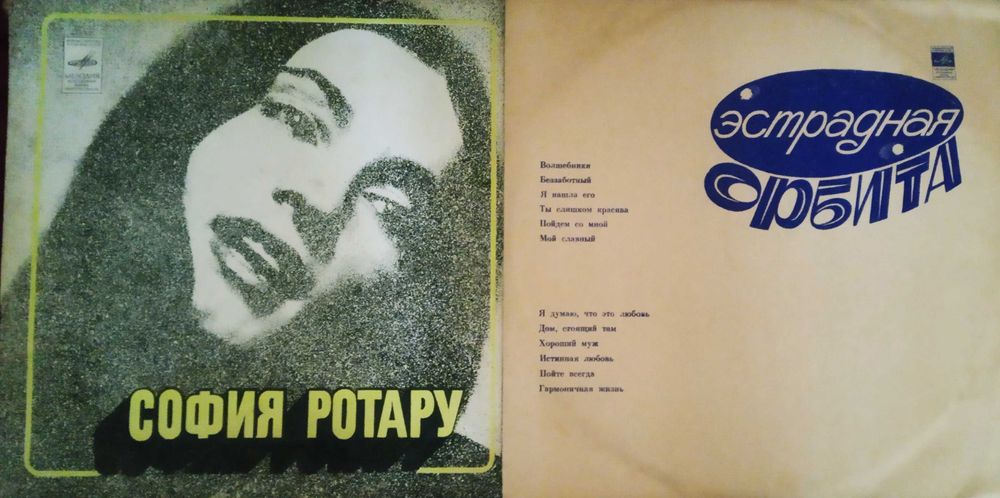 МЕЛОДИЯ
СОФИЯ РОТАРУ
эстрадная
ОРБИТА
Волшебники
Беззаботный
Я нашла его
Ты слишком красива
Пойдем со мной
Мой славный
Я думаю, что это любовь
Дом, стоящий там
Хороший муж
Истинная любовь
Пойте всегда
Гармоничная жизнь